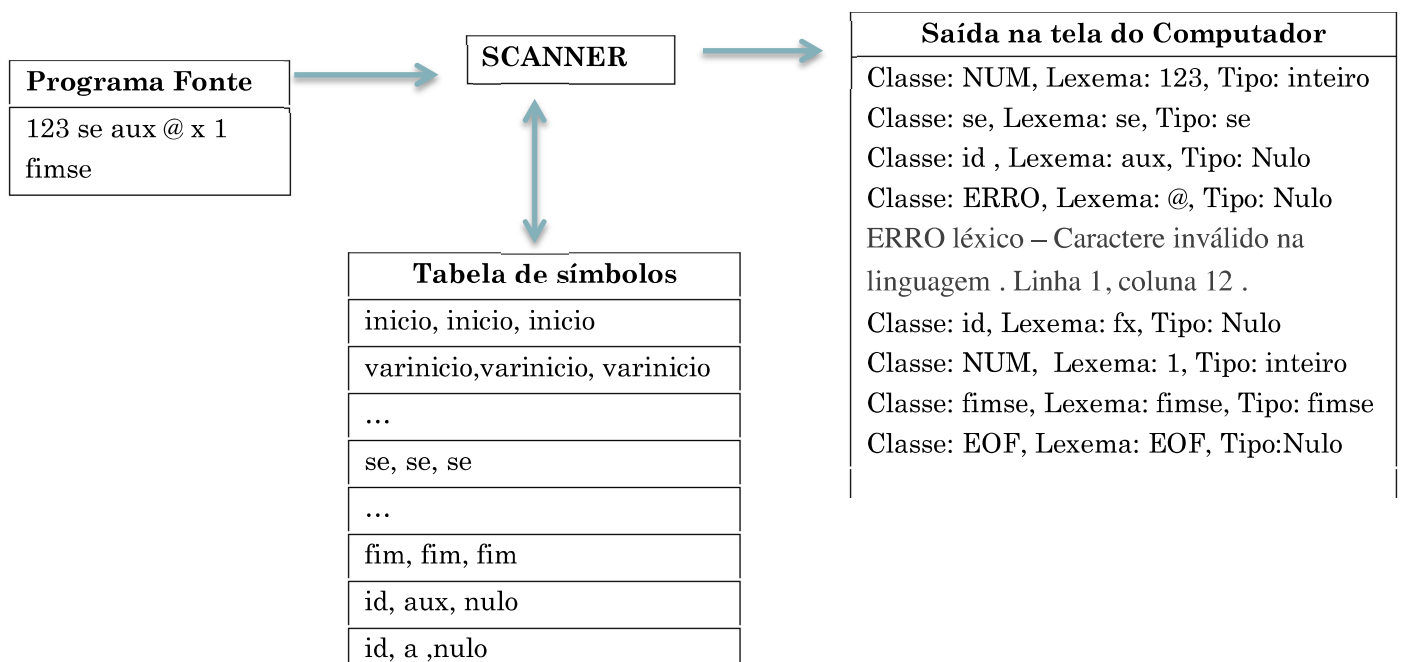 Programa Fonte
123 se aux @ x 1
fimse
SCANNER
Tabela de símbolos
inicio, inicio, inicio
varinicio,varinicio, varinicio
...
se, se, se
...
fim, fim, fim
id, aux, nulo
id, a ,nulo
Saída na tela do Computador
Classe: NUM, Lexema: 123, Tipo: inteiro
Classe: se, Lexema: se, Tipo: se
Classe: id , Lexema: aux, Tipo: Nulo
Classe: ERRO, Lexema: @, Tipo: Nulo
ERRO léxico – Caractere inválido na
linguagem . Linha 1, coluna 12 .
Classe: id, Lexema: fx, Tipo: Nulo
Classe: NUM, Lexema: 1, Tipo: inteiro
Classe: fimse, Lexema: fimse, Tipo: fimse
Classe: EOF, Lexema: EOF, Tipo:Nulo